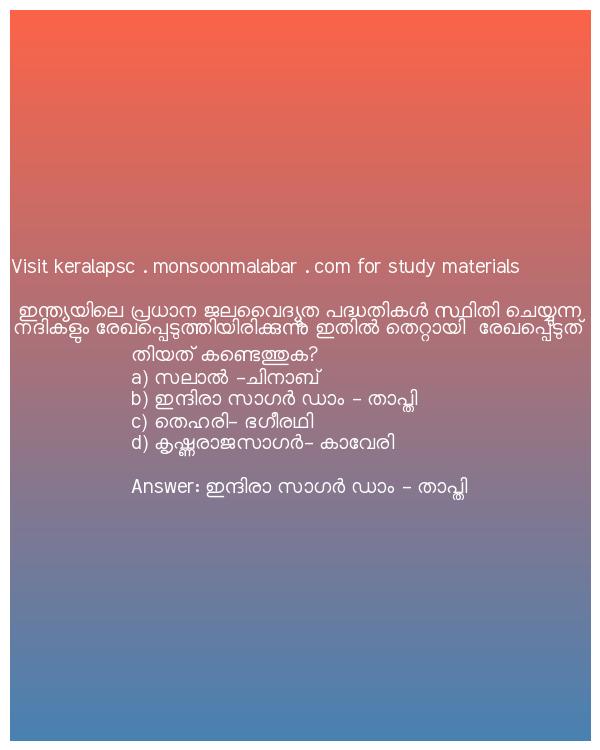 Visit keralapsc . monsoonmalabar . com for study materials
ഇന്ത്യയിലെ പ്രധാന ജലവൈദ്യുത പദ്ധതികൾ സ്ഥിതി ചെയ്യുന്ന
നദികളും രേഖപ്പെടുത്തിയിരിക്കുന്നു ഇതിൽ തെറ്റായി രേഖപ്പെടുത്
തിയത് കണ്ടെത്തുക?
a) സലാൽ -ചിനാബ്
b) ഇന്ദിരാ സാഗർ ഡാം - താപ്തി
c) തെഹരി- ഭഗീരഥി
d) കൃഷ്ണരാജസാഗർ- കാവേരി
Answer: ഇന്ദിരാ സാഗർ ഡാം - താപ്തി